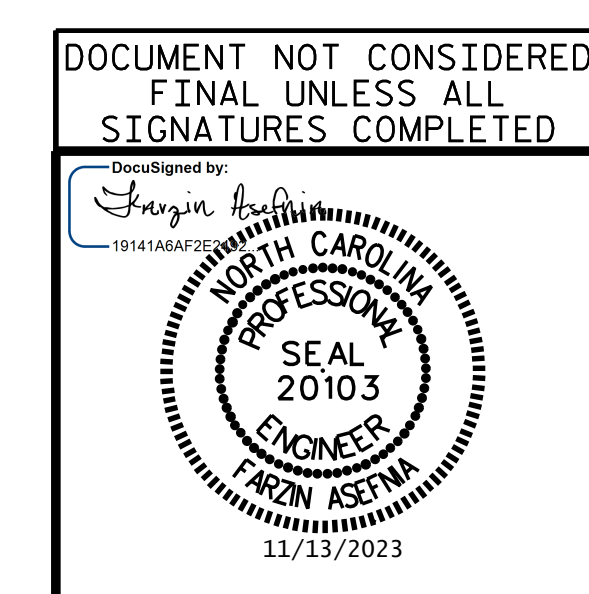 DOCUMENT NOT CONSIDERED
FINAL UNLESS ALL
SIGNATURES COMPLETED
DocuSigned by:
Farzin Asefnia
NORTH CAROLINA
PROFESSIONAL
SEAL
20103
ENGINEER
FARZIN ASEFNIA
11/13/2023